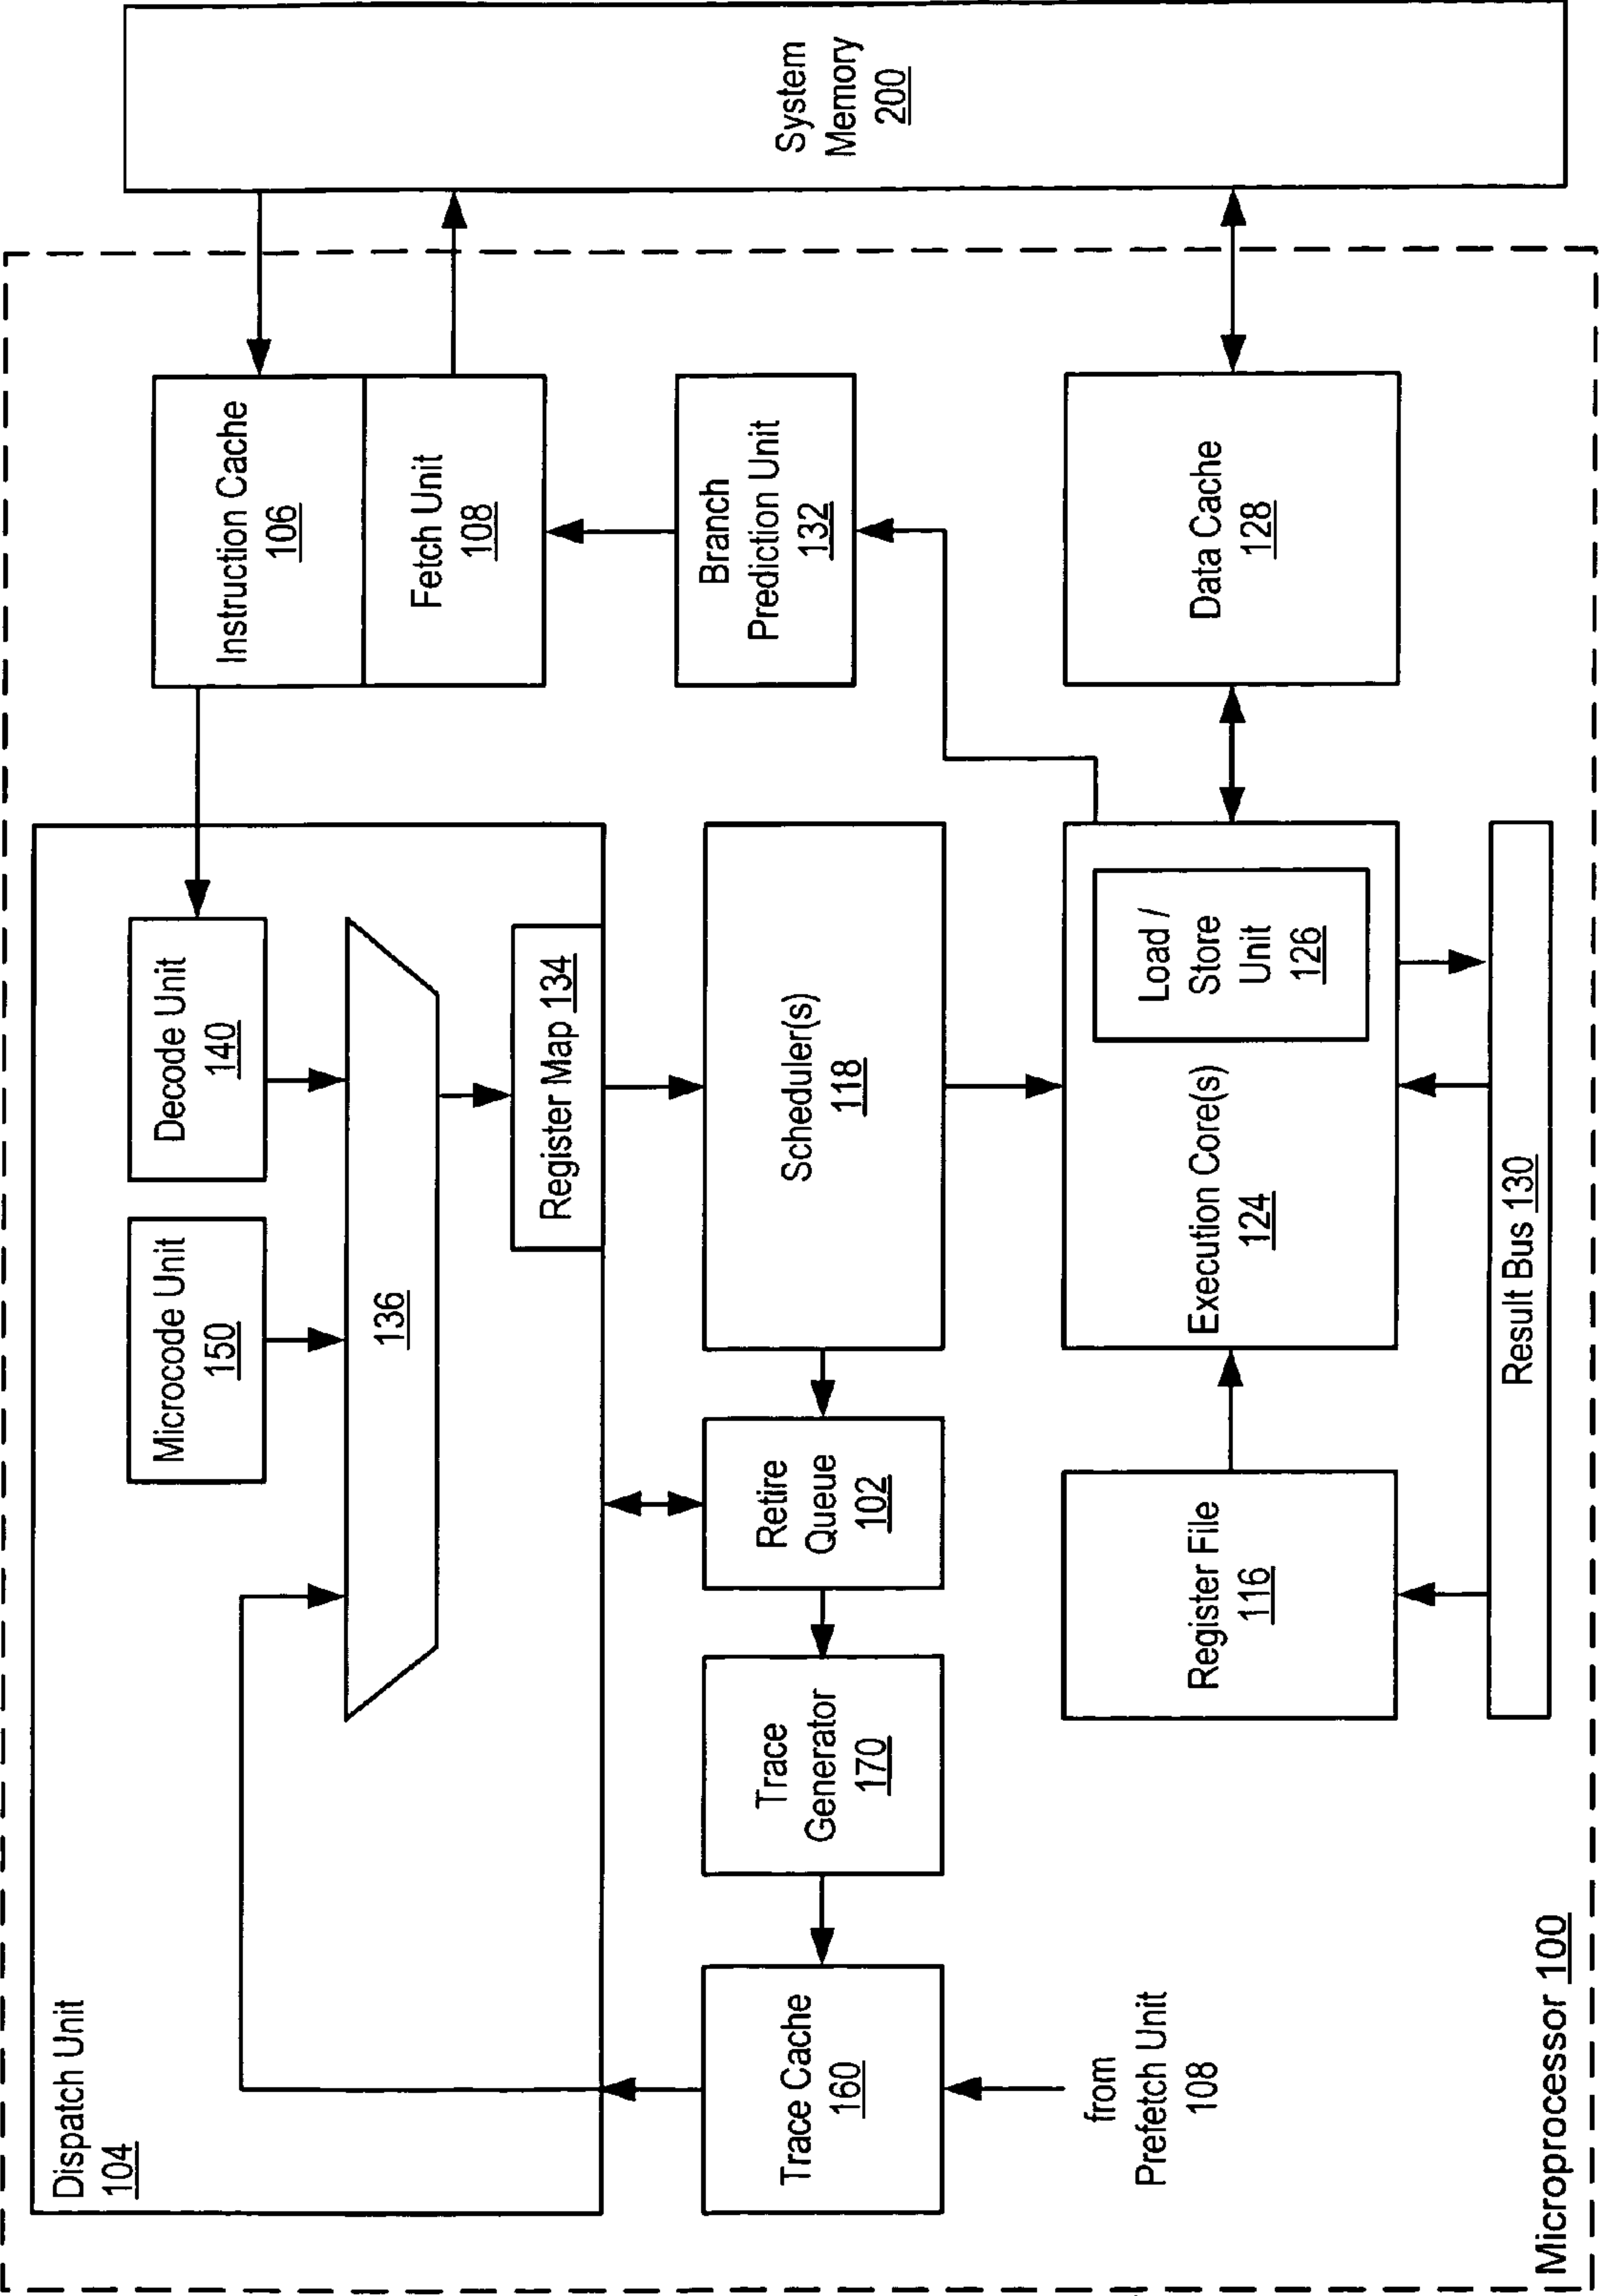 System
Memory
200
Instruction Cache
106
Fetch Unit
108
Branch
Prediction Unit
132
Data Cache
128
Dispatch Unit
104
Decode Unit
140
Microcode Unit
150
136
Register Map 134
Scheduler(s)
118
Retire
Queue
102
Trace
Generator
170
Trace Cache
160
from
Prefetch Unit
108
Load /
Store
Unit
126
Execution Core(s)
124
Register File
116
Result Bus 130
Microprocessor 100